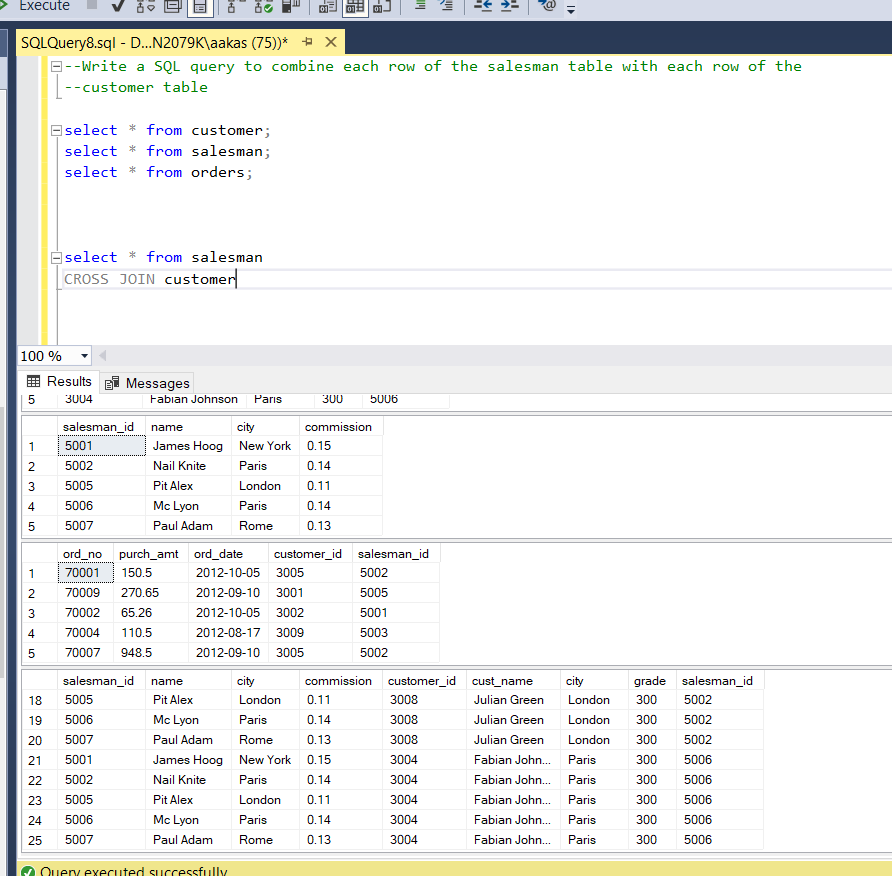 Execute
SQLQuery8.sql - D...N2079K\aakas (75))*
--Write a SQL query to combine each row of the salesman table with each row of the
--customer table
select * from customer;
select * from salesman;
select * from orders;
select * from salesman
CROSS JOIN customer
100 %
Results Messages
5 3004 Fabian Johnson Paris 300 5006
salesman_id name city commission
1 5001 James Hoog New York 0.15
2 5002 Nail Knite Paris 0.14
3 5005 Pit Alex London 0.11
4 5006 Mc Lyon Paris 0.14
5 5007 Paul Adam Rome 0.13
ord_no purch_amt ord_date customer_id salesman_id
1 70001 150.5 2012-10-05 3005 5002
2 70009 270.65 2012-09-10 3001 5005
3 70002 65.26 2012-10-05 3002 5001
4 70004 110.5 2012-08-17 3009 5003
5 70007 948.5 2012-09-10 3005 5002
salesman_id name city commission customer_id cust_name city grade salesman_id
18 5005 Pit Alex London 0.11 3008 Julian Green London 300 5002
19 5006 Mc Lyon Paris 0.14 3008 Julian Green London 300 5002
20 5007 Paul Adam Rome 0.13 3008 Julian Green London 300 5002
21 5001 James Hoog New York 0.15 3004 Fabian John... Paris 300 5006
22 5002 Nail Knite Paris 0.14 3004 Fabian John... Paris 300 5006
23 5005 Pit Alex London 0.11 3004 Fabian John... Paris 300 5006
24 5006 Mc Lyon Paris 0.14 3004 Fabian John... Paris 300 5006
25 5007 Paul Adam Rome 0.13 3004 Fabian John... Paris 300 5006
Query executed successfully